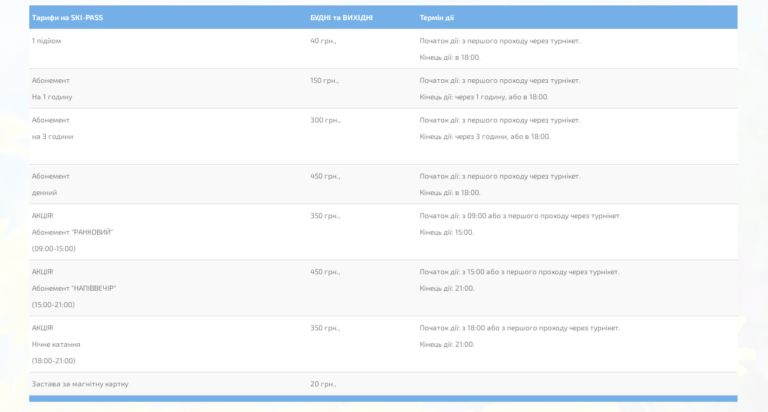 Тарифи на SKI-PASS БУДНІ та ВИХІДНІ Термін дії
1 підйом 40 грн., Початок дії: з першого проходу через турнікет.
Кінець дії: в 18:00.
Абонемент 150 грн., Початок дії: з першого проходу через турнікет.
На 1 годину Кінець дії: через 1 годину, або в 18:00.
Абонемент 300 грн., Початок дії: з першого проходу через турнікет.
на 3 години Кінець дії: через 3 години, або в 18:00.
Абонемент 450 грн., Початок дії: з першого проходу через турнікет.
денний Кінець дії: в 18:00.
АКЦІЯ! 350 грн., Початок дії: з 09:00 або з першого проходу через турнікет.
Абонемент "РАНКОВИЙ" Кінець дії: 15:00.
(09:00-15:00)
АКЦІЯ! 450 грн., Початок дії: з 15:00 або з першого проходу через турнікет.
Абонемент "НАПІВВЕЧІР" Кінець дії: 21:00.
(15:00-21:00)
АКЦІЯ! 350 грн., Початок дії: з 18:00 або з першого проходу через турнікет.
Нічне катання Кінець дії: 21:00.
(18:00-21:00)
Застава за магнітну картку 20 грн.,